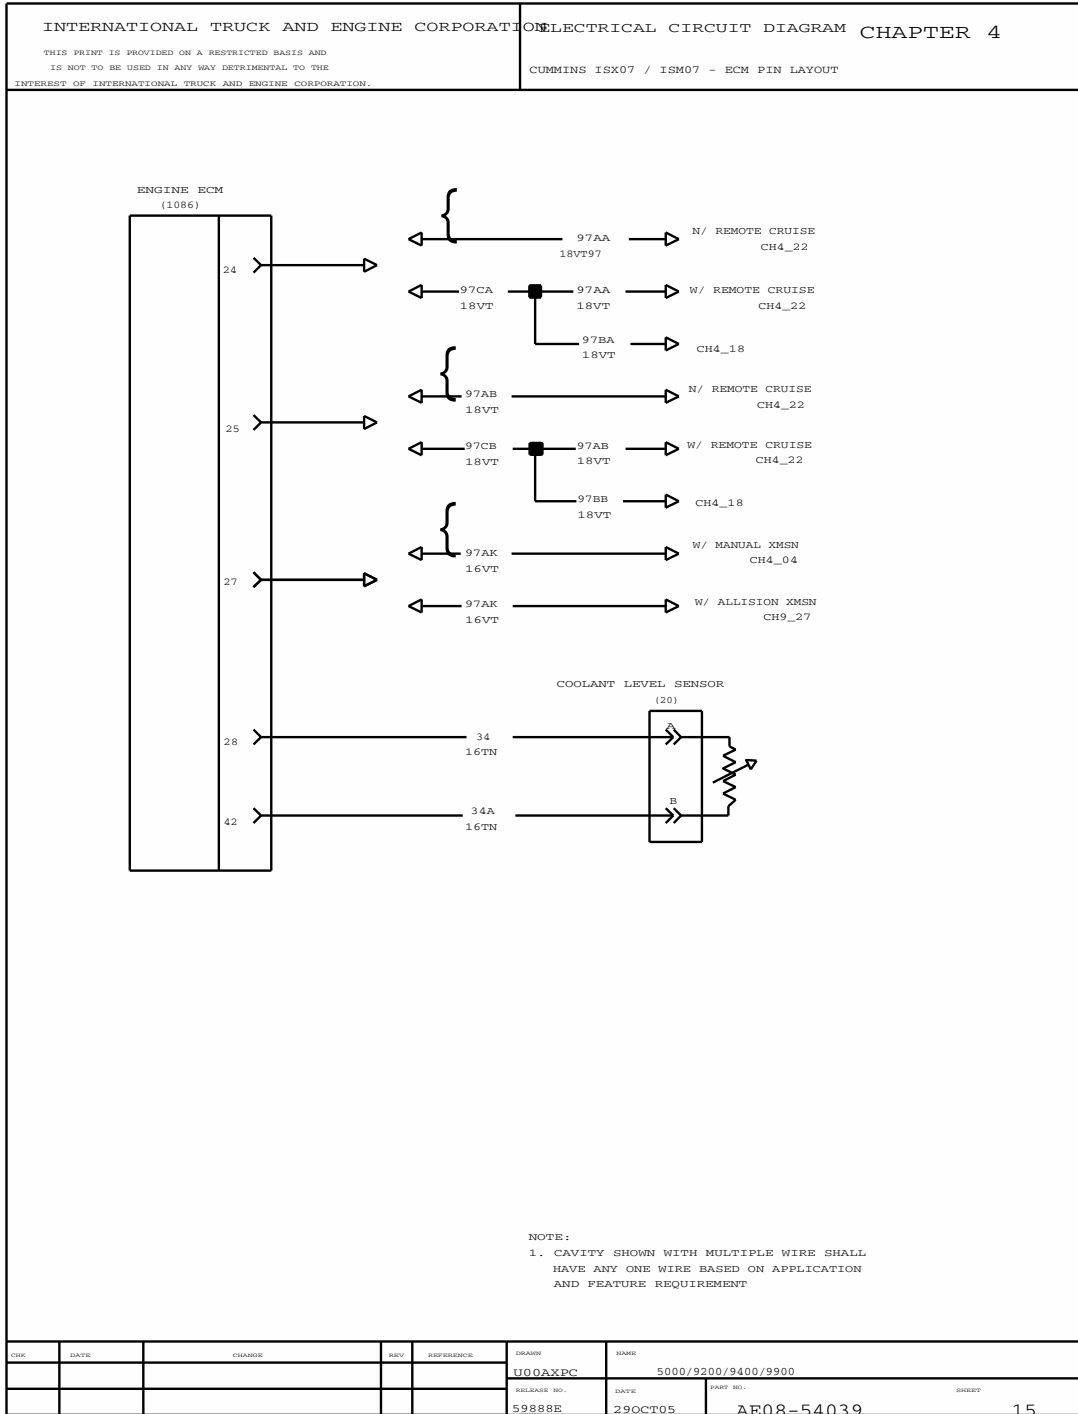 INTERNATIONAL TRUCK AND ENGINE CORPORATION
THIS PRINT IS PROVIDED ON A RESTRICTED BASIS AND
IS NOT TO BE USED IN ANY WAY DETRIMENTAL TO THE
INTEREST OF INTERNATIONAL TRUCK AND ENGINE CORPORATION.
ELECTRICAL CIRCUIT DIAGRAM CHAPTER 4
CUMMINS ISX07 / ISM07 - ECM PIN LAYOUT
ENGINE ECM
(1086)
24
97AA
18VT97
N/ REMOTE CRUISE
CH4_22
97CA
18VT
97AA
18VT
W/ REMOTE CRUISE
CH4_22
97BA
18VT
CH4_18
25
97AB
18VT
N/ REMOTE CRUISE
CH4_22
97CB
18VT
97AB
18VT
W/ REMOTE CRUISE
CH4_22
97BB
18VT
CH4_18
27
97AK
16VT
W/ MANUAL XMSN
CH4_04
97AK
16VT
W/ ALLISION XMSN
CH9_27
COOLANT LEVEL SENSOR
(20)
28
34
16TN
A
42
34A
16TN
B
NOTE:
1. CAVITY SHOWN WITH MULTIPLE WIRE SHALL
HAVE ANY ONE WIRE BASED ON APPLICATION
AND FEATURE REQUIREMENT
CHK DATE CHANGE REV REFERENCE
DRAWN
U00AXPC
NAME
5000/9200/9400/9900
RELEASE NO.
59888E
DATE
29OCT05
PART NO.
AE08-54039
SHEET
15